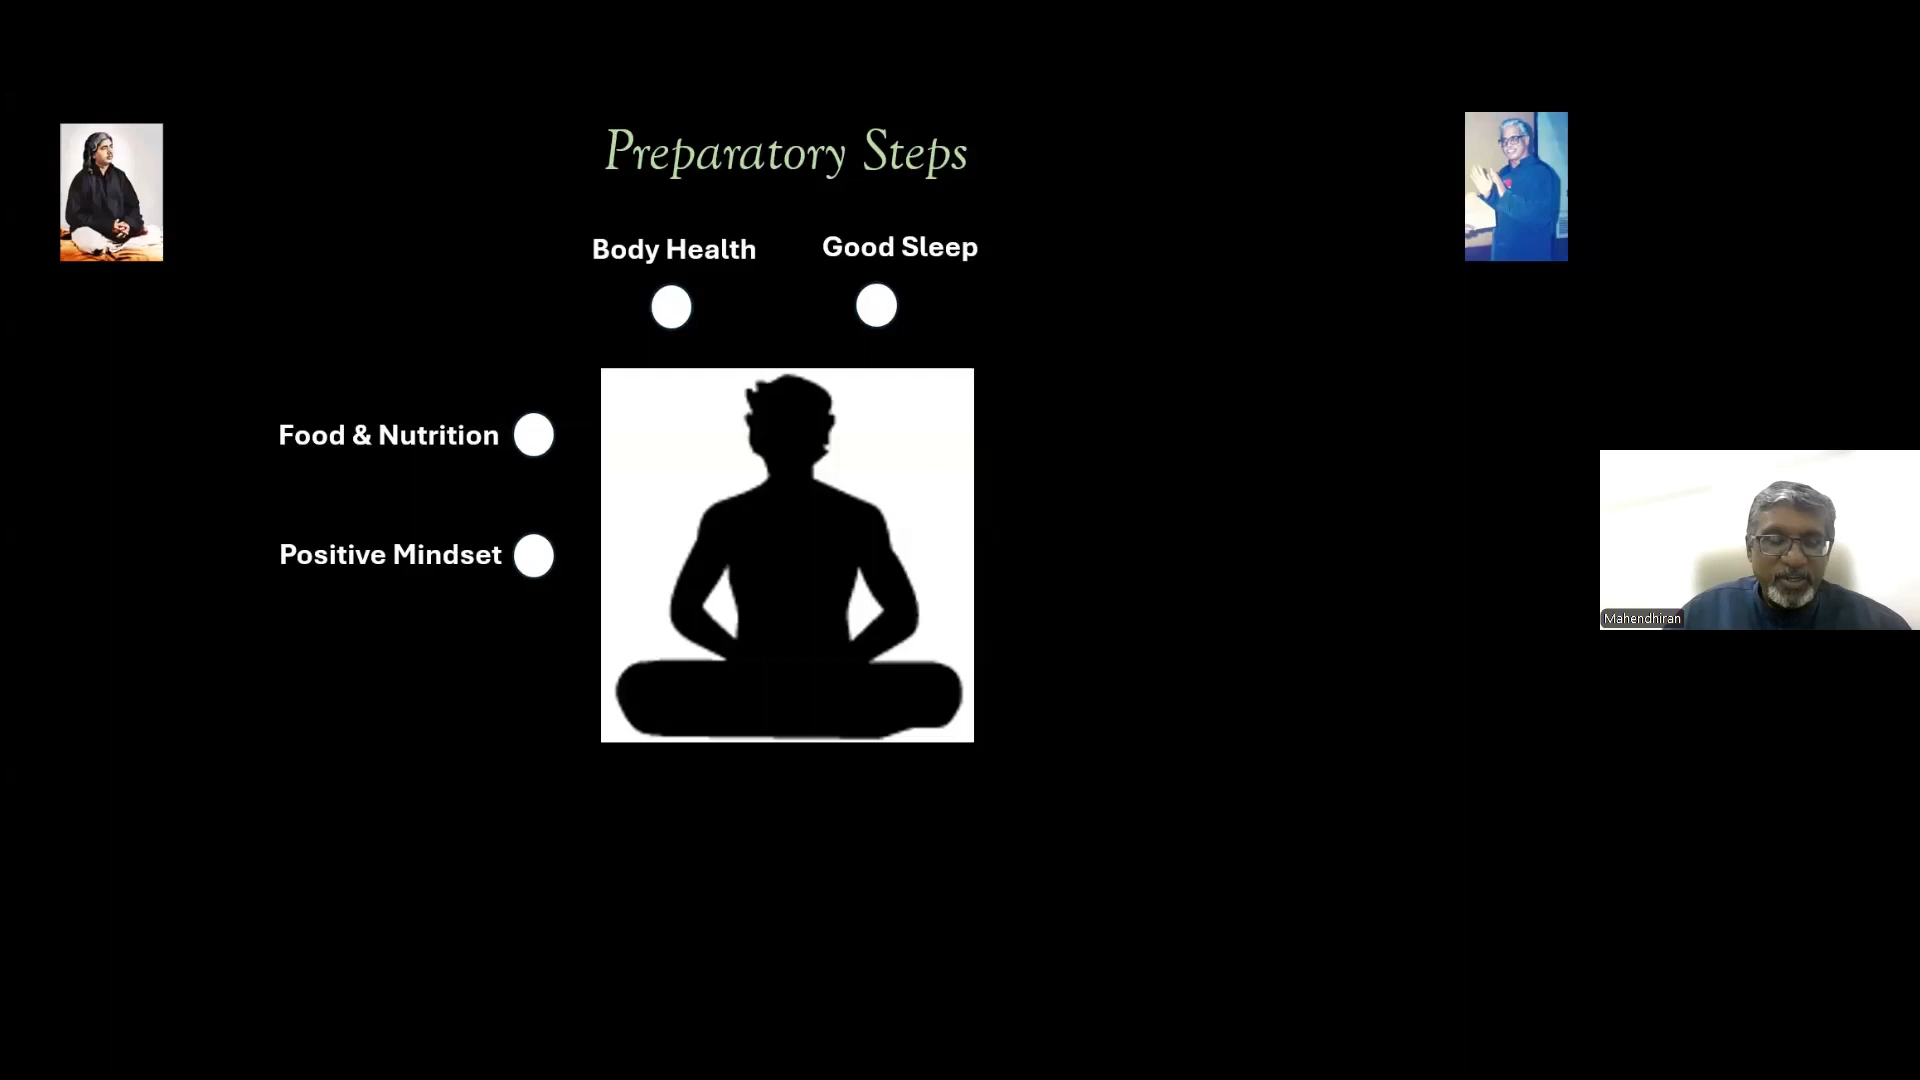 Preparatory Steps
Body Health
Good Sleep
Food & Nutrition
Positive Mindset
Mahendhiran